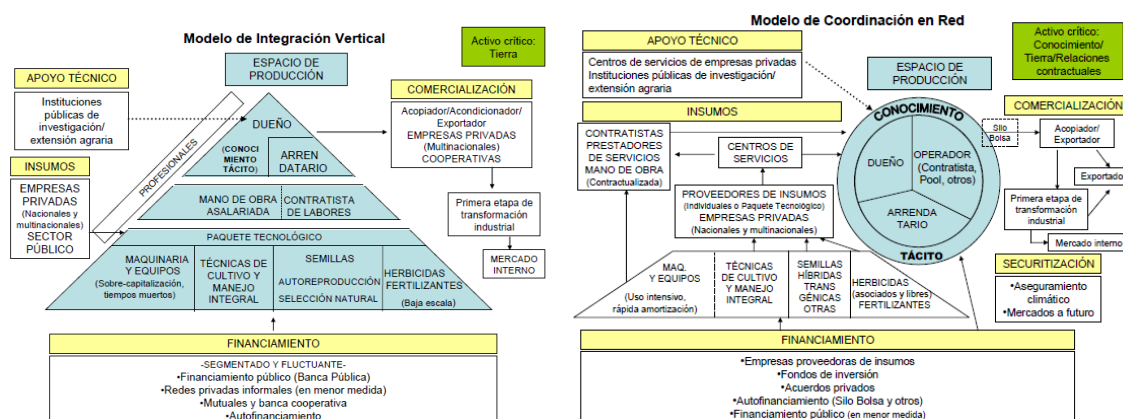 Modelo de Integración Vertical
Activo crítico:
Tierra
APOYO TÉCNICO
Instituciones
públicas de
investigación/
extensión agraria
INSUMOS
EMPRESAS
PRIVADAS
(Nacionales y
multinacionales)
SECTOR
PÚBLICO
PROFESIONALES
ESPACIO DE
PRODUCCIÓN
DUEÑO
(CONOCI
MIENTO
TÁCITO)
ARREN
DATARIO
MANO DE OBRA
ASALARIADA
CONTRATISTA
DE LABORES
PAQUETE TECNOLÓGICO
MAQUINARIA
Y EQUIPOS
(Sobre-capitalización,
tiempos muertos)
TÉCNICAS DE
CULTIVO Y
MANEJO
INTEGRAL
SEMILLAS
AUTOREPRODUCCIÓN
SELECCIÓN NATURAL
HERBICIDAS
FERTILIZANTES
(Baja escala)
COMERCIALIZACIÓN
Acopiador/Acondicionador/
Exportador
EMPRESAS PRIVADAS
(Multinacionales)
COOPERATIVAS
Primera etapa de
transformación
industrial
MERCADO
INTERNO
FINANCIAMIENTO
-SEGMENTADO Y FLUCTUANTE-
•Financiamiento público (Banca Pública)
•Redes privadas informales (en menor medida)
•Mutuales y banca cooperativa
•Autofinanciamiento
Modelo de Coordinación en Red
Activo crítico:
Conocimiento/
Tierra/Relaciones
contractuales
APOYO TÉCNICO
Centros de servicios de empresas privadas
Instituciones públicas de investigación/
extensión agraria
INSUMOS
CONTRATISTAS
PRESTADORES
DE SERVICIOS
MANO DE OBRA
(Contractualizada)
CENTROS DE
SERVICIOS
PROVEEDORES DE INSUMOS
(Individuales o Paquete Tecnológico)
EMPRESAS PRIVADAS
(Nacionales y multinacionales)
MAQ.
Y EQUIPOS
(Uso intensivo,
rápida amortización)
TÉCNICAS
DE CULTIVO
Y MANEJO
INTEGRAL
SEMILLAS
HÍBRIDAS
TRANS
GÉNICAS
OTRAS
HERBICIDAS
(asociados y libres)
FERTILIZANTES
ESPACIO DE
PRODUCCIÓN
CONOCIMIENTO
DUEÑO
OPERADOR
(Contratista,
Pool, otros)
ARRENDA
TARIO
TÁCITO
COMERCIALIZACIÓN
Silo
Bolsa
Acopiador/
Exportador
Exportador
Primera etapa de
transformación
industrial
Mercado interno
SECURITIZACIÓN
•Aseguramiento
climático
•Mercados a futuro
FINANCIAMIENTO
•Empresas proveedoras de insumos
•Fondos de inversión
•Acuerdos privados
•Autofinanciamiento (Silo Bolsa y otros)
•Financiamiento público (en menor medida)